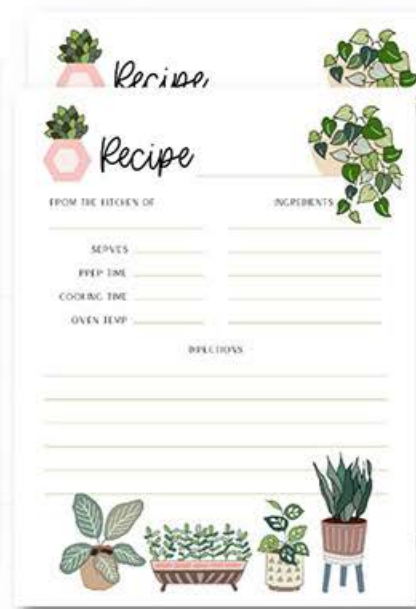 Recipe
Recipe
FROM THE KITCHEN OF
INGREDIENTS
SERVES
PREP TIME
COOKING TIME
OVEN TEMP
DIRECTIONS